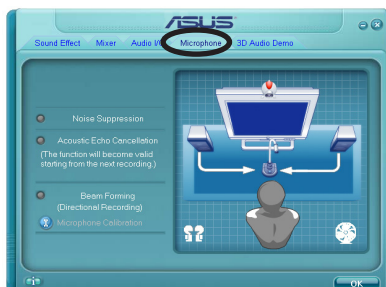 ASUS
Sound Effect Mixer Audio I/O Microphone 3D Audio Demo
Noise Suppression
Acoustic Echo Cancellation
(The function will become valid
starting from the next recording.)
Beam Forming
(Directional Recording)
Microphone Calibration
OK